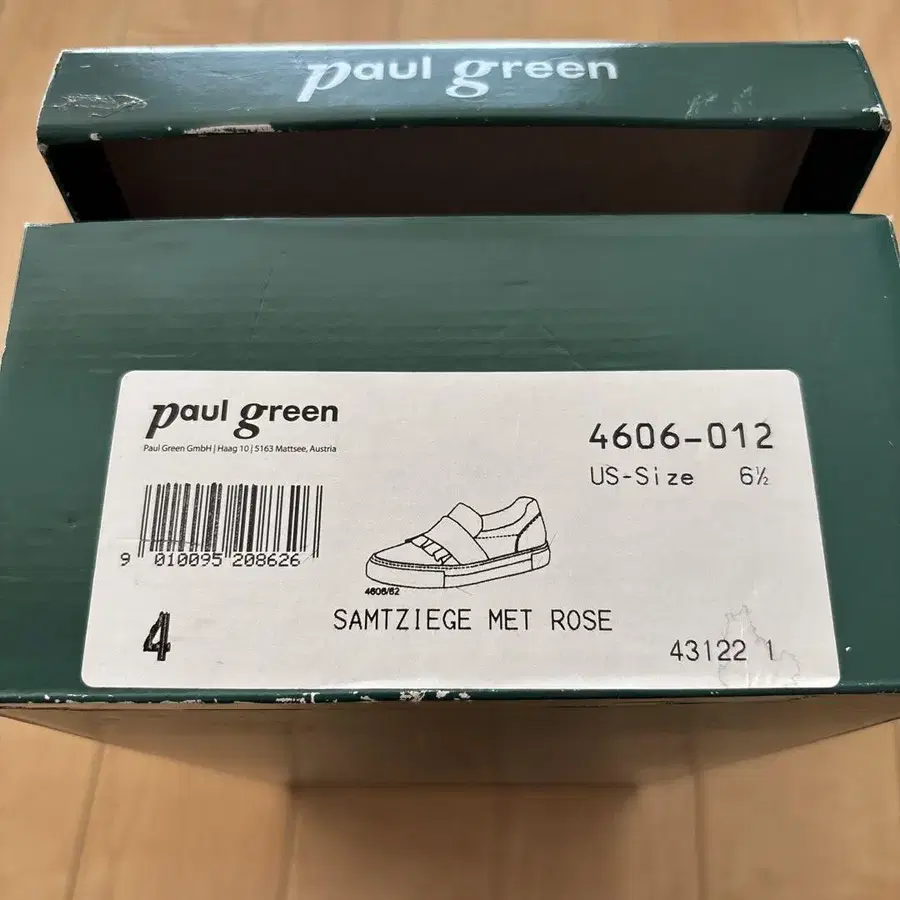 paul green
paul green
Paul Green GmbH | Haag 10 | 5163 Mattsee, Austria
4606-012
US-Size 6½
9 010095 208626
4606/62
SAMTZIEGE MET ROSE
4
43122 1